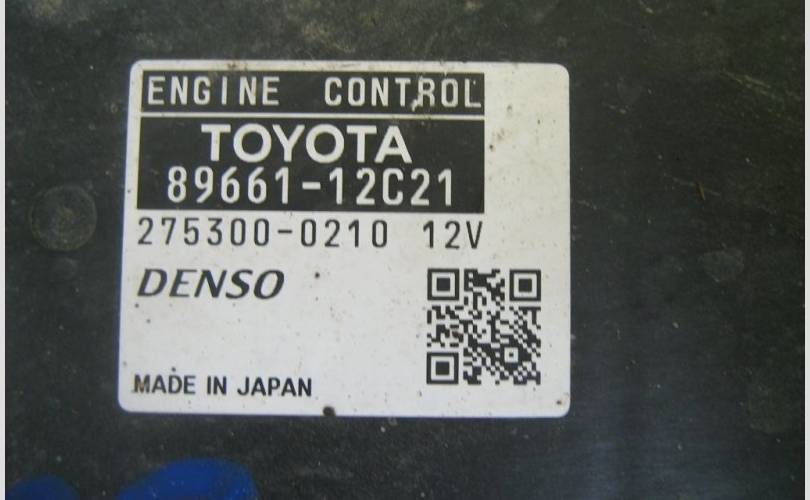 ENGINE CONTROL
TOYOTA
89661-12C21
275300-0210 12V
DENSO
MADE IN JAPAN